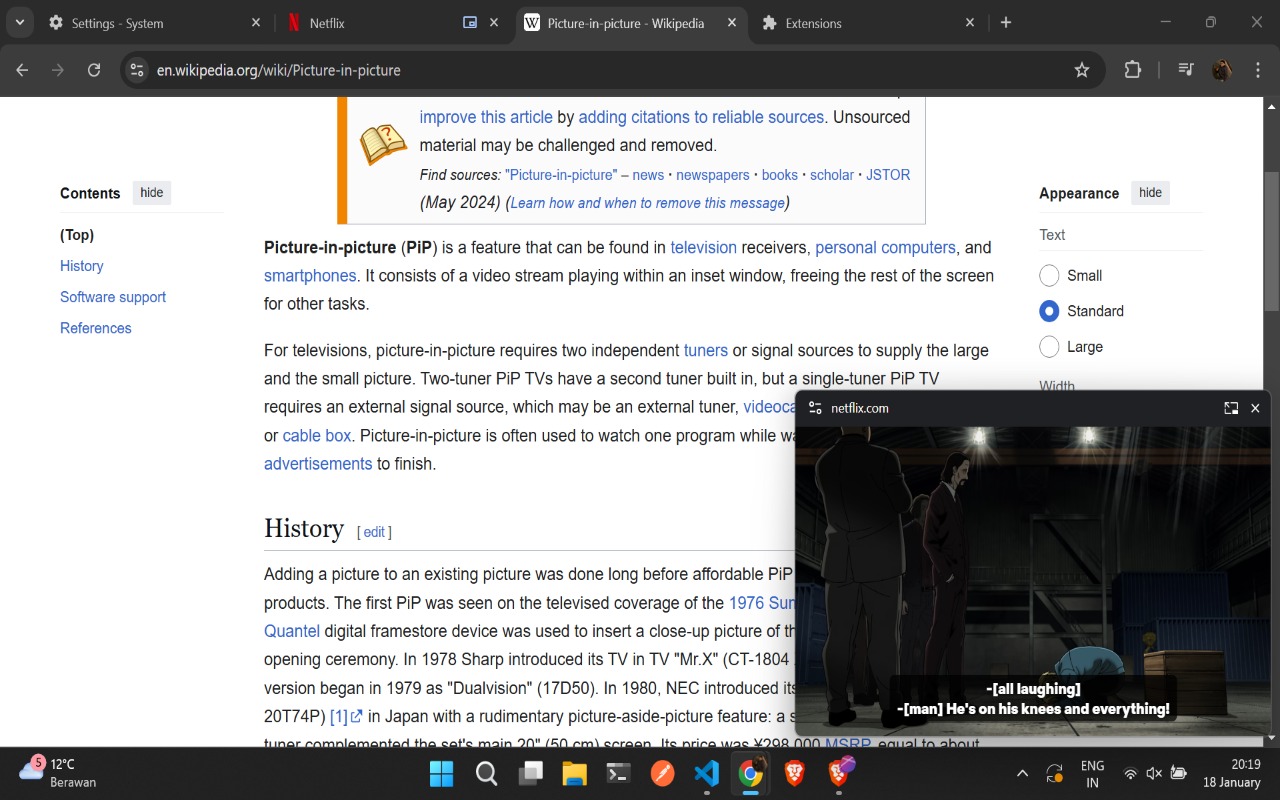 Settings - System
Netflix
Picture-in-picture - Wikipedia
Extensions
en.wikipedia.org/wiki/Picture-in-picture
improve this article by adding citations to reliable sources. Unsourced
material may be challenged and removed.
Find sources: "Picture-in-picture" – news · newspapers · books · scholar · JSTOR
(May 2024) (Learn how and when to remove this message)
Contents hide
(Top)
History
Software support
References
Picture-in-picture (PiP) is a feature that can be found in television receivers, personal computers, and
smartphones. It consists of a video stream playing within an inset window, freeing the rest of the screen
for other tasks.
For televisions, picture-in-picture requires two independent tuners or signal sources to supply the large
and the small picture. Two-tuner PiP TVs have a second tuner built in, but a single-tuner PiP TV
requires an external signal source, which may be an external tuner,
or cable box. Picture-in-picture is often used to watch one program while
advertisements to finish.
History [ edit ]
Adding a picture to an existing picture was done long before affordable PiP
products. The first PiP was seen on the televised coverage of the 1976
Quantel digital framestore device was used to insert a close-up picture of
opening ceremony. In 1978 Sharp introduced its TV in TV "Mr.X" (CT-1804
version began in 1979 as "Dualvision" (17D50). In 1980, NEC introduced its
20T74P) [1] in Japan with a rudimentary picture-aside-picture feature: a
tuner complemented the set's main 20" (50 cm) screen. Its price was ¥298,000 MSRP, equal to about
Appearance hide
Text
Small
Standard
Large
Width
netflix.com
-[all laughing]
-[man] He's on his knees and everything!
5
12°C
Berawan
ENG
IN
20:19
18 January